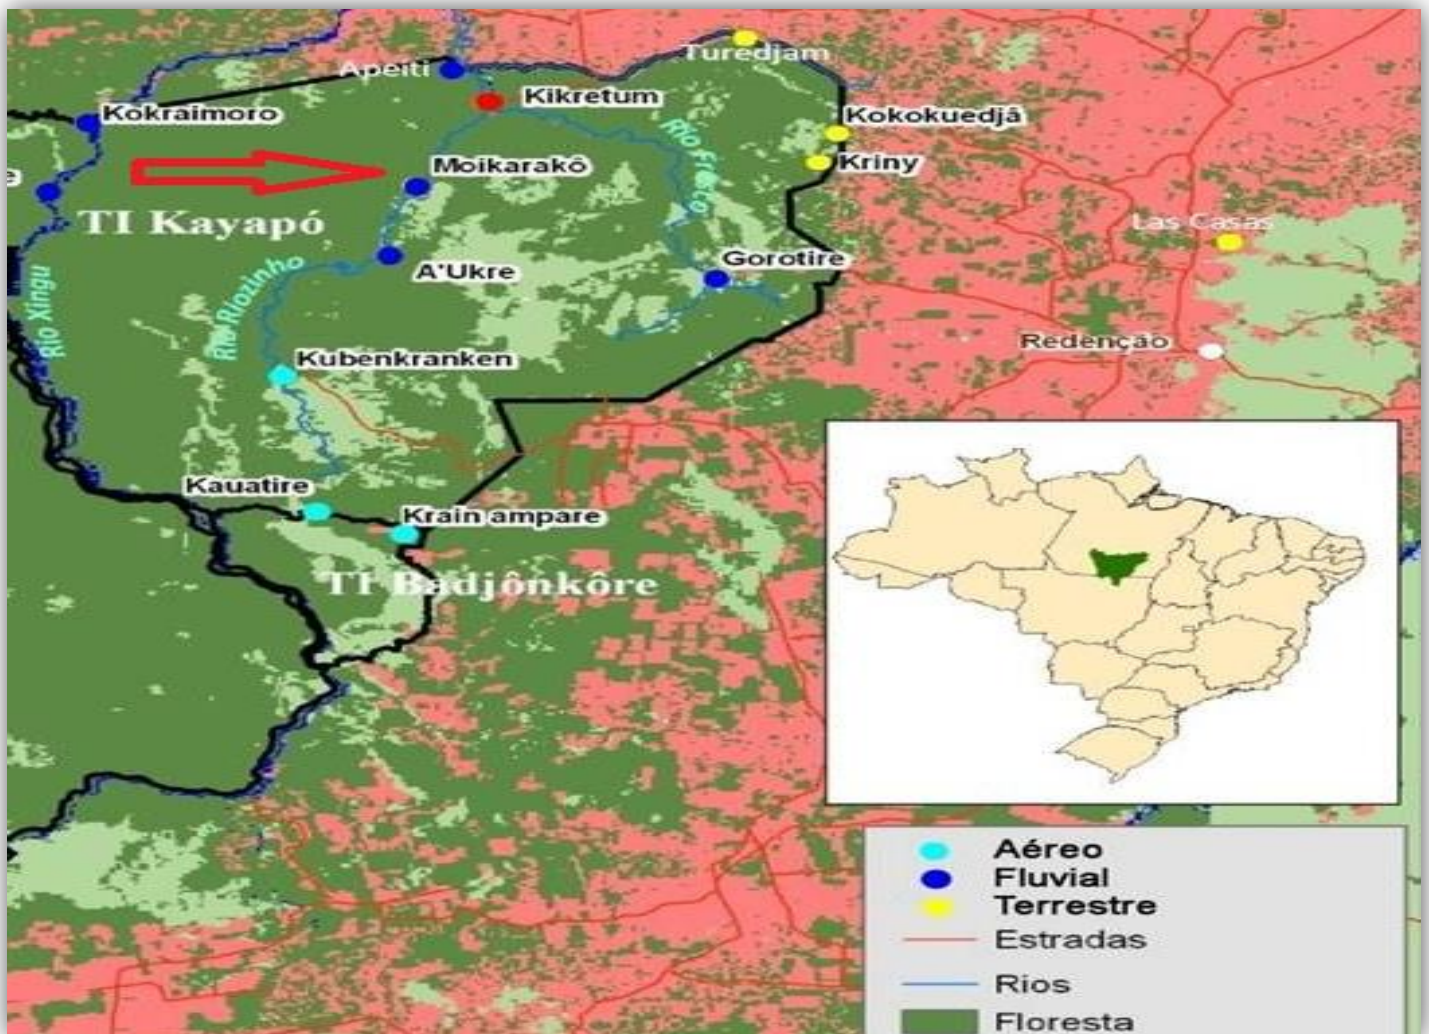 Turedjam
Apeiti
Kikretum
Kokraimoro
Kokokuedjã
Rio Fresco
Moikarakô
Kriny
e
TI Kayapó
Las Casas
Gorotire
A'Ukre
Rio Riozinho
Rio Xingu
Redenção
Kubenkranken
Kauatire
Krain ampare
TI Badjônkôre
Aéreo
Fluvial
Terrestre
Estradas
Rios
Floresta